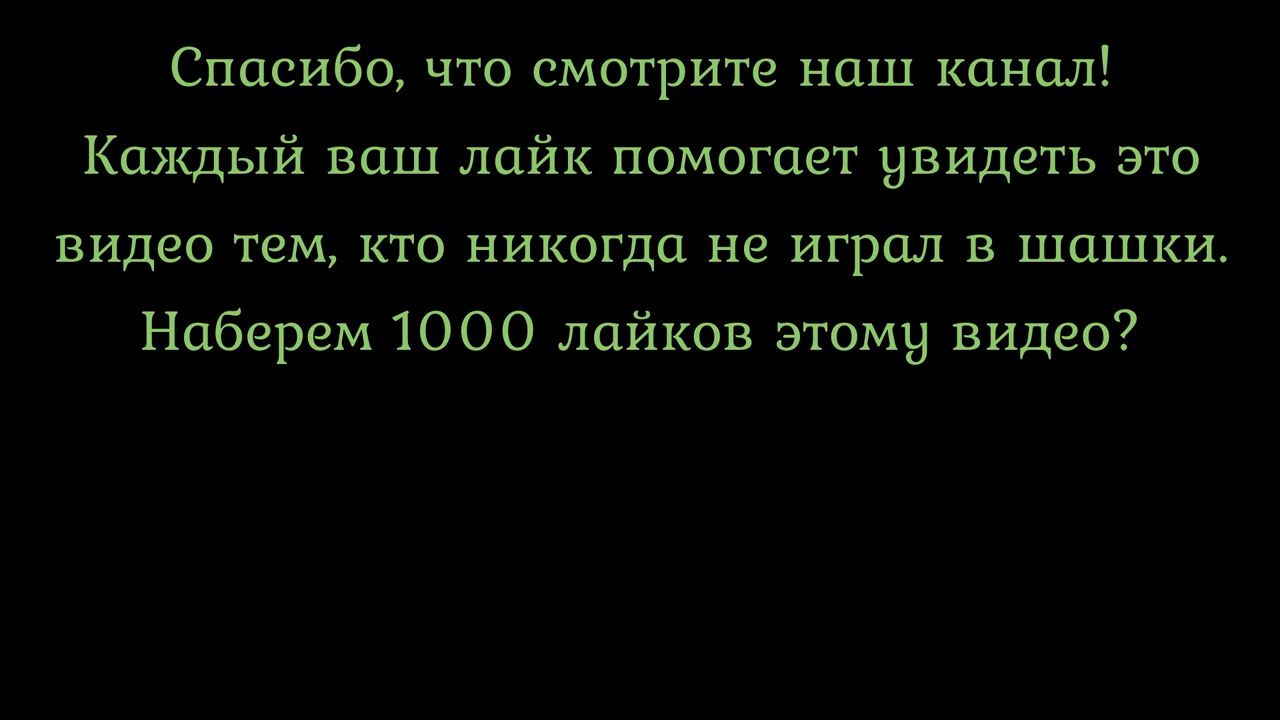 Спасибо, что смотрите наш канал!
Каждый ваш лайк помогает увидеть это
видео тем, кто никогда не играл в шашки.
Наберем 1000 лайков этому видео?